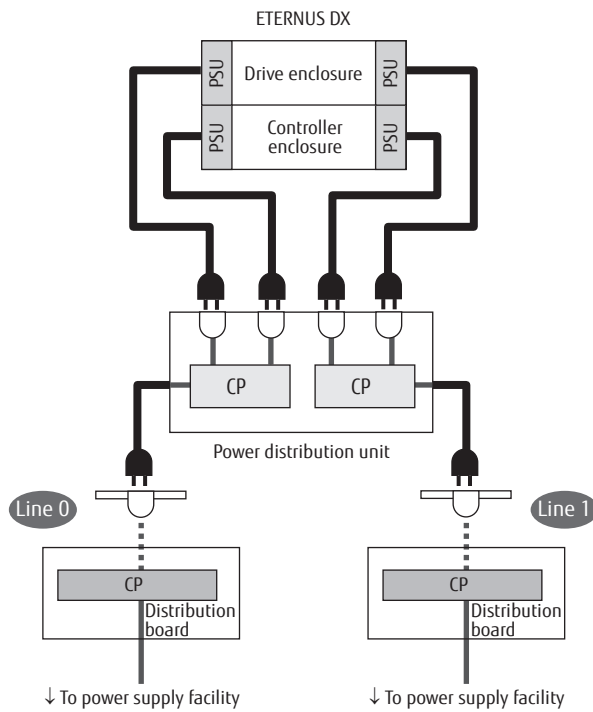 ETERNUS DX
PSU
Drive enclosure
PSU
PSU
Controller
enclosure
PSU
CP
CP
Power distribution unit
Line 0
Line 1
CP
Distribution
board
CP
Distribution
board
↓ To power supply facility
↓ To power supply facility